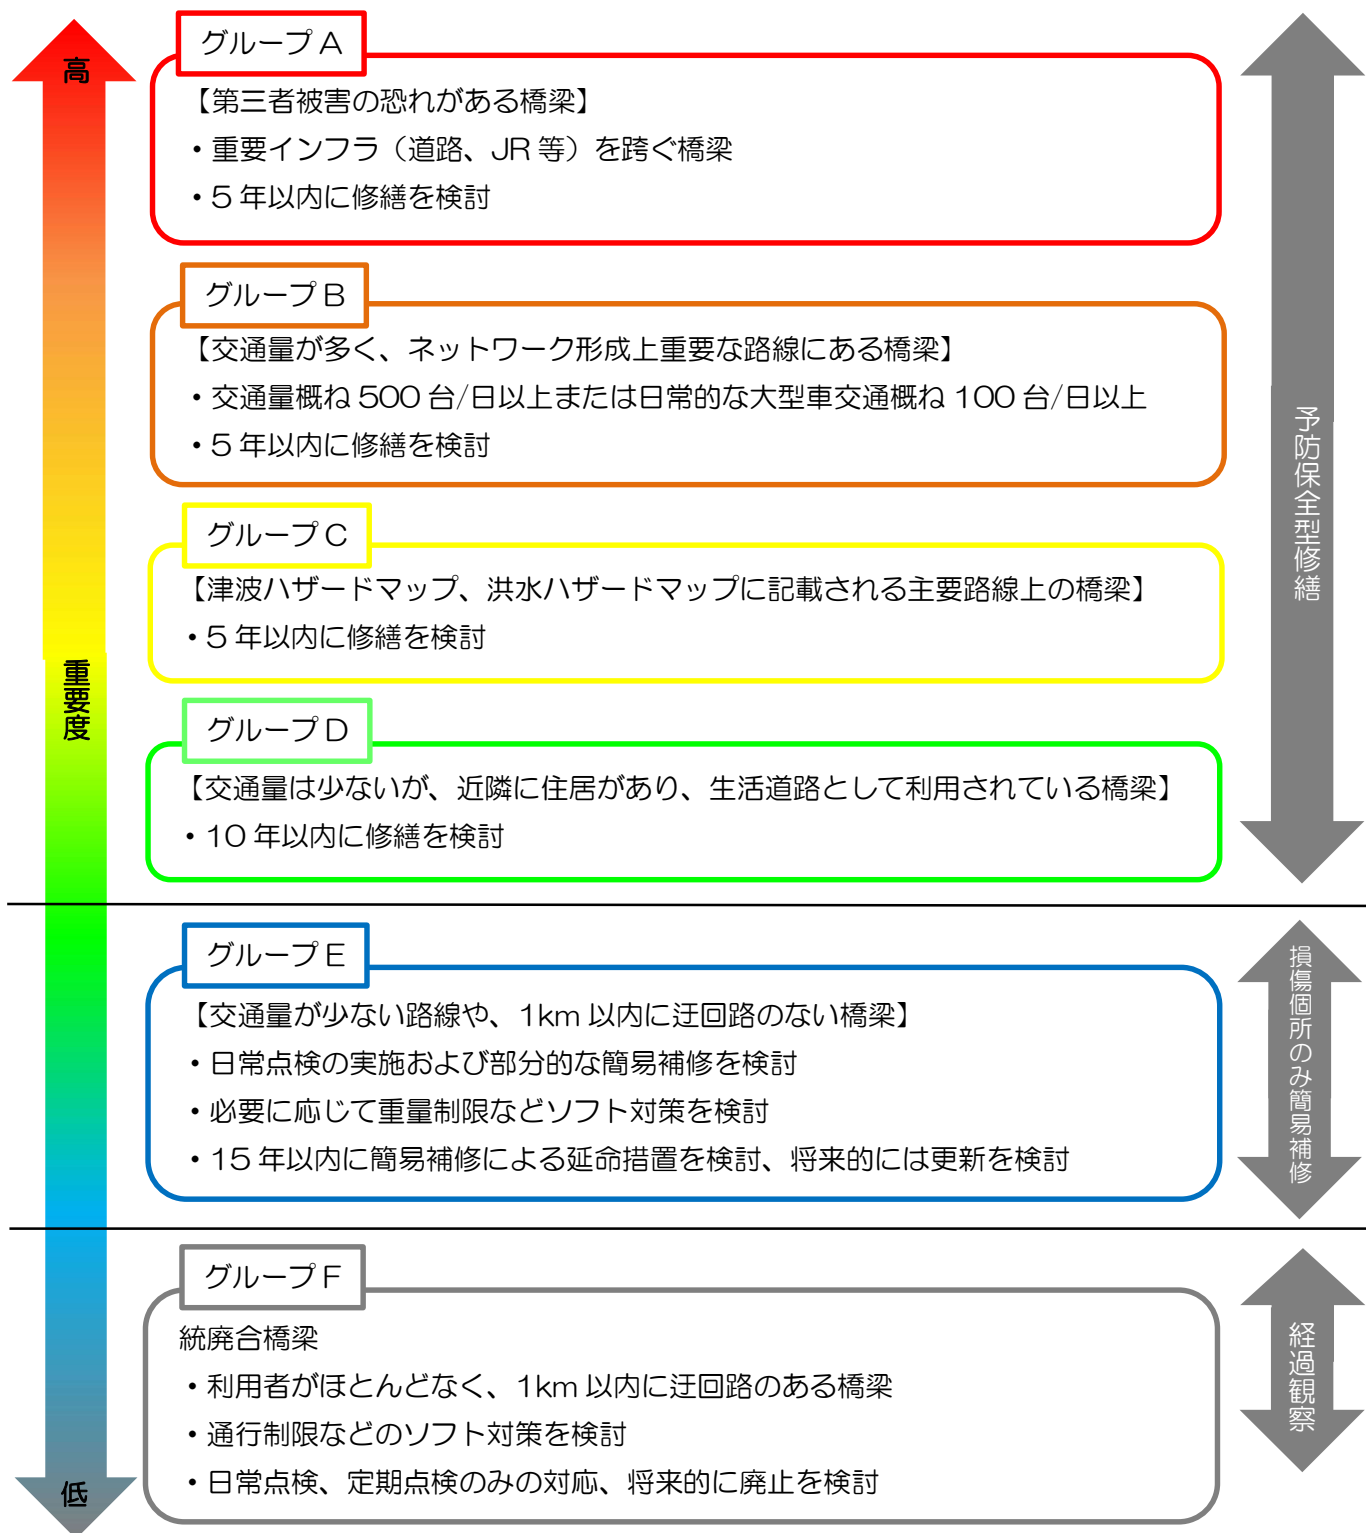 高
グループA
【第三者被害の恐れがある橋梁】
・重要インフラ（道路、JR 等）を跨ぐ橋梁
・5 年以内に修繕を検討
グループB
【交通量が多く、ネットワーク形成上重要な路線にある橋梁】
・交通量概ね 500 台/日以上または日常的な大型車交通概ね 100 台/日以上
・5 年以内に修繕を検討
グループC
【津波ハザードマップ、洪水ハザードマップに記載される主要路線上の橋梁】
・5 年以内に修繕を検討
予防保全型修繕
重要度
グループD
【交通量は少ないが、近隣に住居があり、生活道路として利用されている橋梁】
・10 年以内に修繕を検討
グループE
【交通量が少ない路線や、1km 以内に迂回路のない橋梁】
・日常点検の実施および部分的な簡易補修を検討
・必要に応じて重量制限などソフト対策を検討
・15 年以内に簡易補修による延命措置を検討、将来的には更新を検討
損傷個所のみ簡易補修
グループF
統廃合橋梁
・利用者がほとんどなく、1km 以内に迂回路のある橋梁
・通行制限などのソフト対策を検討
・日常点検、定期点検のみの対応、将来的に廃止を検討
経過観察
低